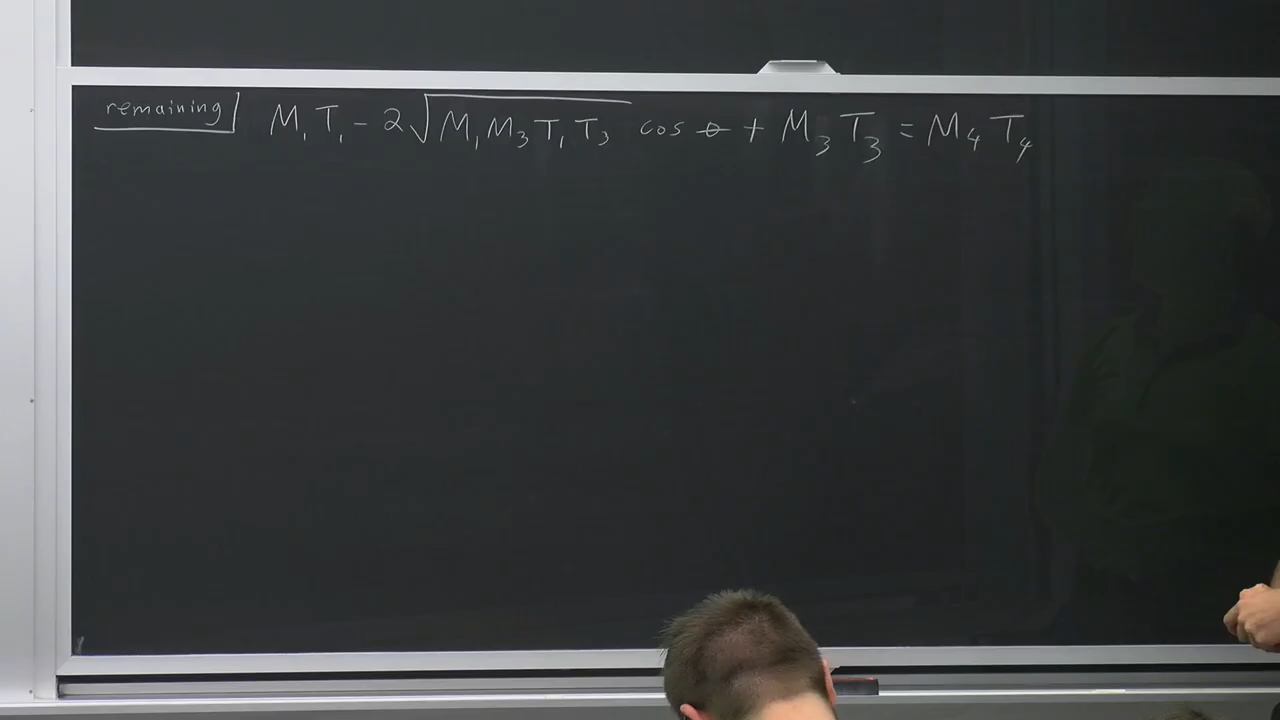 remaining M₁T₁ - 2√(M₁M₃T₁T₃) cos θ + M₃T₃ = M₄T₄